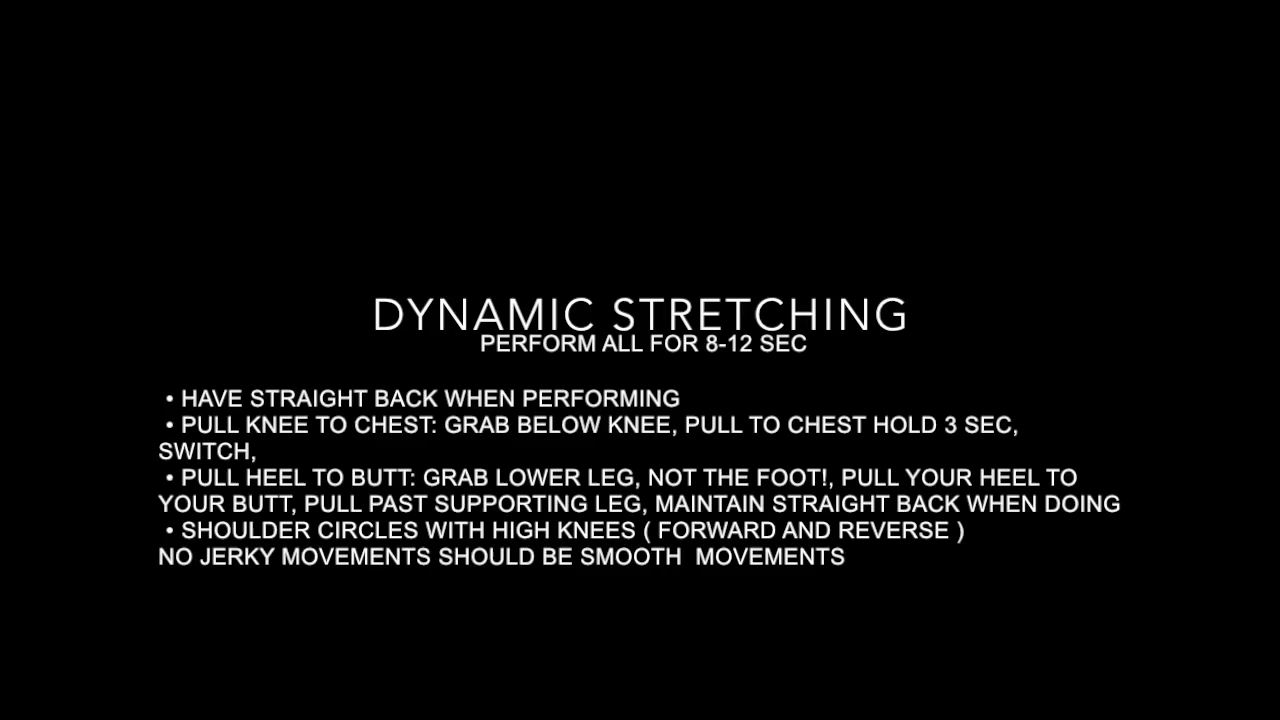 DYNAMIC STRETCHING
PERFORM ALL FOR 8-12 SEC
• HAVE STRAIGHT BACK WHEN PERFORMING
• PULL KNEE TO CHEST: GRAB BELOW KNEE, PULL TO CHEST HOLD 3 SEC,
SWITCH,
• PULL HEEL TO BUTT: GRAB LOWER LEG, NOT THE FOOT!, PULL YOUR HEEL TO
YOUR BUTT, PULL PAST SUPPORTING LEG, MAINTAIN STRAIGHT BACK WHEN DOING
• SHOULDER CIRCLES WITH HIGH KNEES ( FORWARD AND REVERSE )
NO JERKY MOVEMENTS SHOULD BE SMOOTH  MOVEMENTS